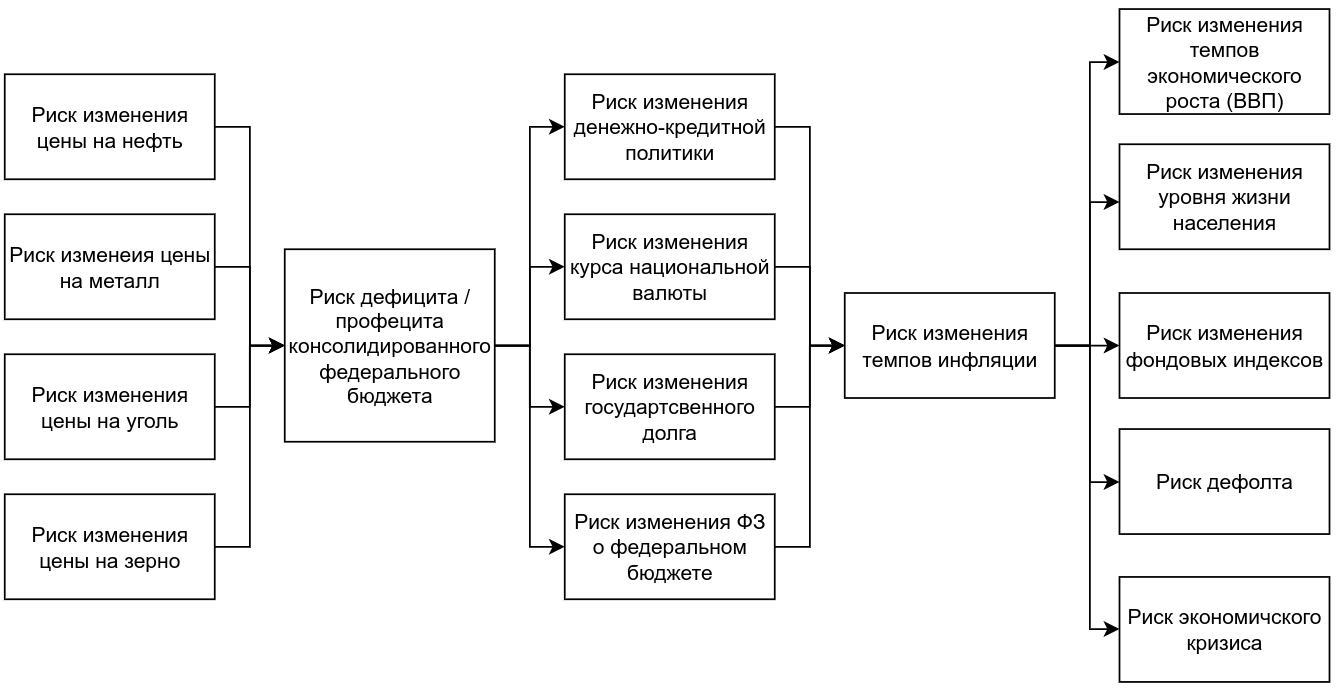 Риск изменения
цены на нефть
Риск изменеия цены
на металл
Риск изменения
цены на уголь
Риск изменения
цены на зерно
Риск дефицита /
профецита
консолидированного
федерального
бюджета
Риск изменения
денежно-кредитной
политики
Риск изменения
курса национальной
валюты
Риск изменения
государтсвенного
долга
Риск изменения ФЗ
о федеральном
бюджете
Риск изменения
темпов инфляции
Риск изменения
темпов
экономического
роста (ВВП)
Риск изменения
уровня жизни
населения
Риск изменения
фондовых индексов
Риск дефолта
Риск экономичского
кризиса